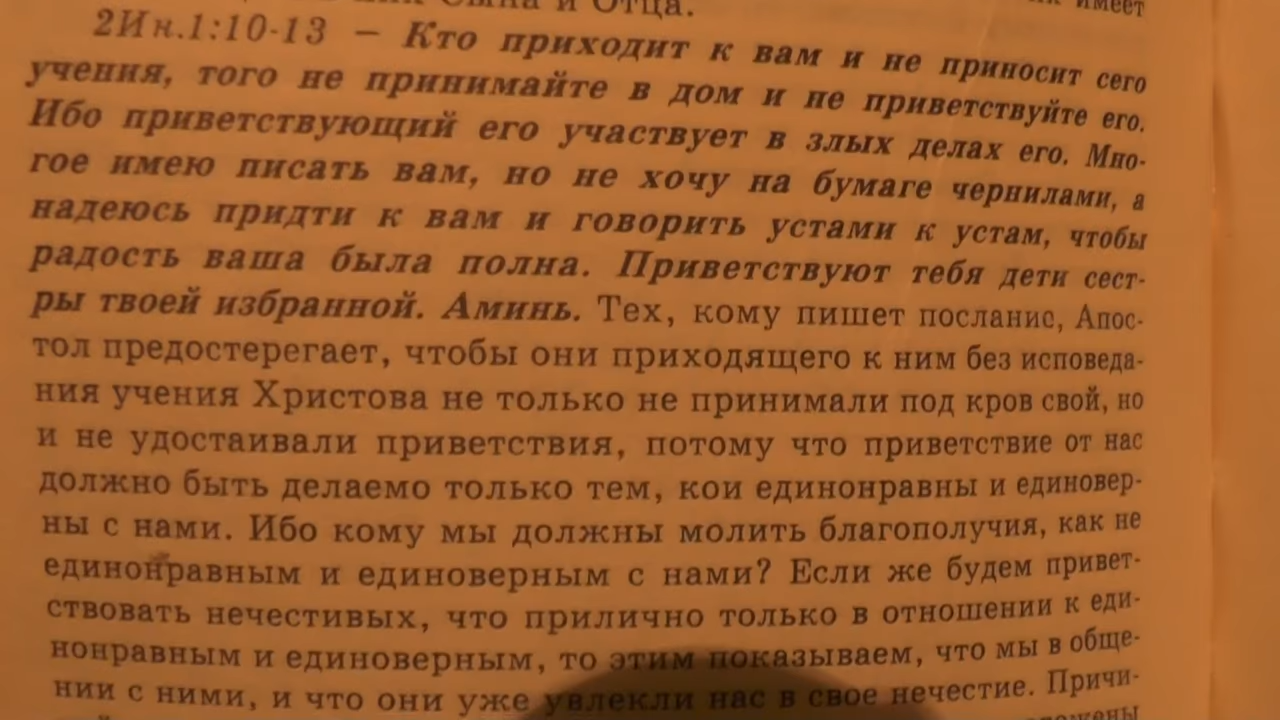 Сына и Отца.
имеет
2Ин.1:10-13 — Кто приходит к вам и не приносит сего
учения, того не принимайте в дом и не приветствуйте его.
Ибо приветствующий его участвует в злых делах его. Мно-
гое имею писать вам, но не хочу на бумаге чернилами, а
надеюсь придти к вам и говорить устами к устам, чтобы
радость ваша была полна. Приветствуют тебя дети сест-
ры твоей избранной. Аминь. Тех, кому пишет послание, Апос-
тол предостерегает, чтобы они приходящего к ним без исповеда-
ния учения Христова не только не принимали под кров свой, но
и не удостаивали приветствия, потому что приветствие от нас
должно быть делаемо только тем, кои единонравны и единовер-
ны с нами. Ибо кому мы должны молить благополучия, как не
единонравным и единоверным с нами? Если же будем привет-
ствовать нечестивых, что прилично только в отношении к еди-
нонравным и единоверным, то этим показываем, что мы в обще-
нии с ними, и что они уже увлекли нас в свое нечестие. Причи-